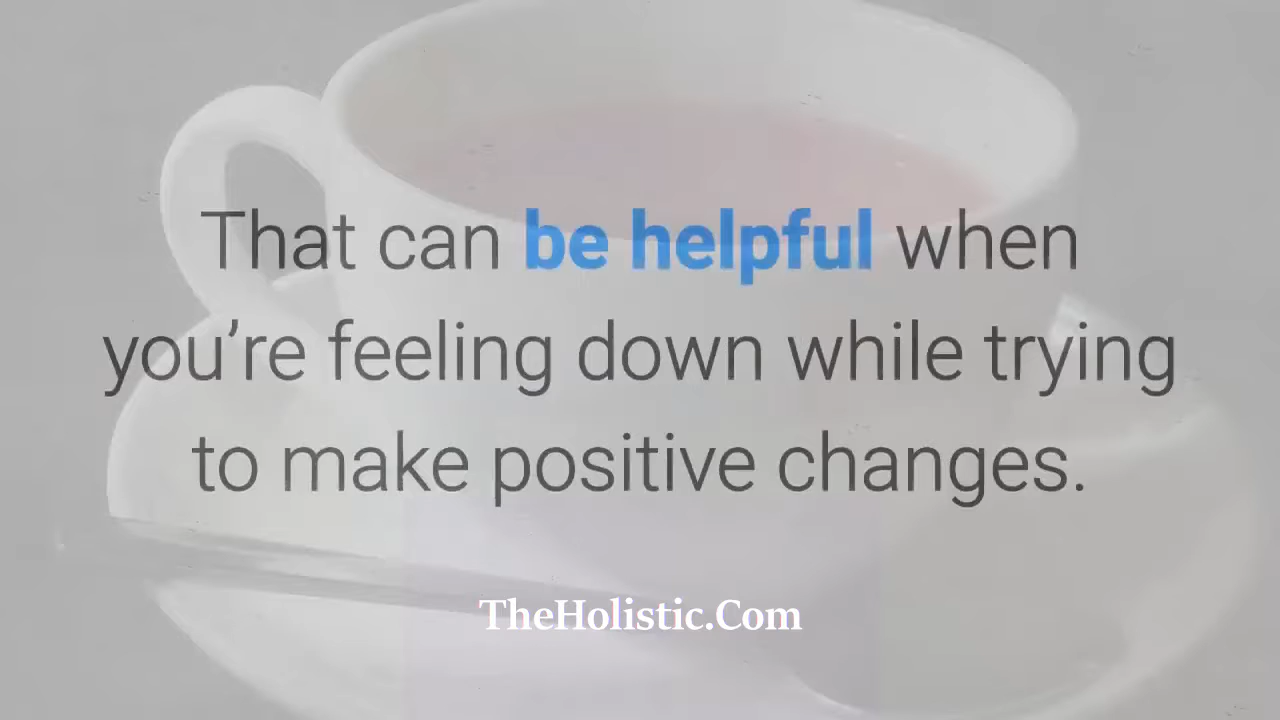 That can be helpful when
you’re feeling down while trying
to make positive changes.
TheHolistic.Com